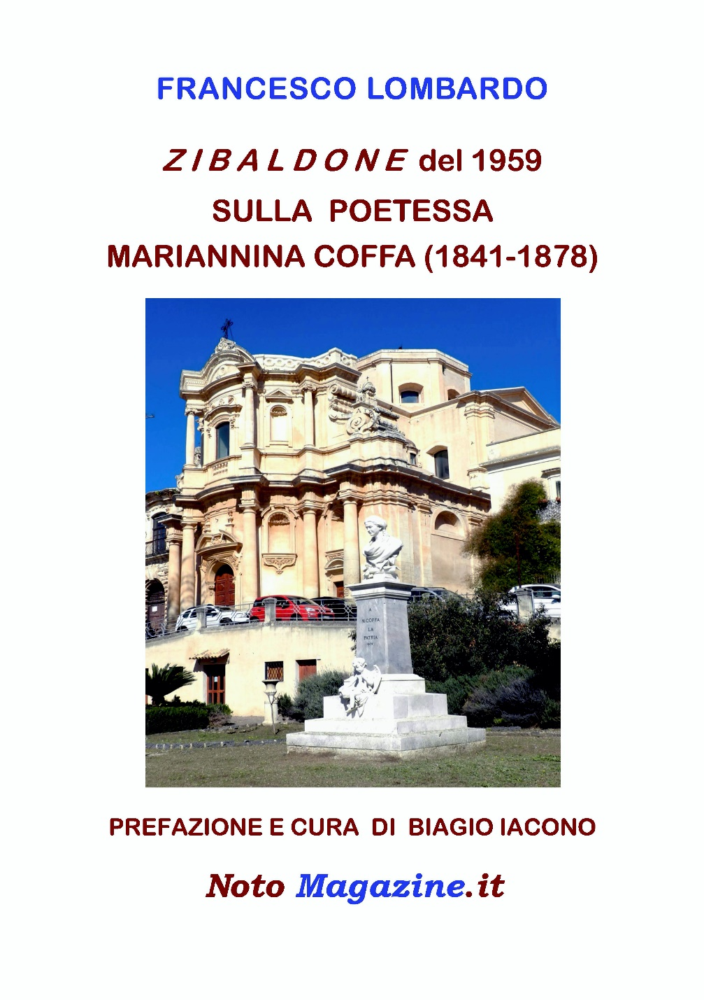 FRANCESCO LOMBARDO
ZIBALDONE del 1959
SULLA POETESSA
MARIANNINA COFFA (1841-1878)
A
M. COFFA
LA
PATRIA
PREFAZIONE E CURA DI BIAGIO IACONO
Noto Magazine.it